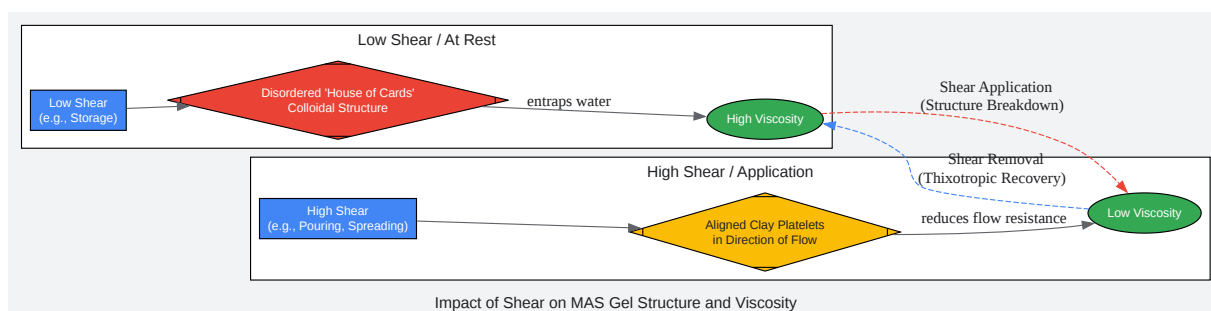 Low Shear / At Rest
Low Shear
(e.g., Storage)
Disordered 'House of Cards'
Colloidal Structure
entraps water
High Viscosity
Shear Application
(Structure Breakdown)
Shear Removal
(Thixotropic Recovery)
High Shear / Application
High Shear
(e.g., Pouring, Spreading)
Aligned Clay Platelets
in Direction of Flow
reduces flow resistance
Low Viscosity
Impact of Shear on MAS Gel Structure and Viscosity